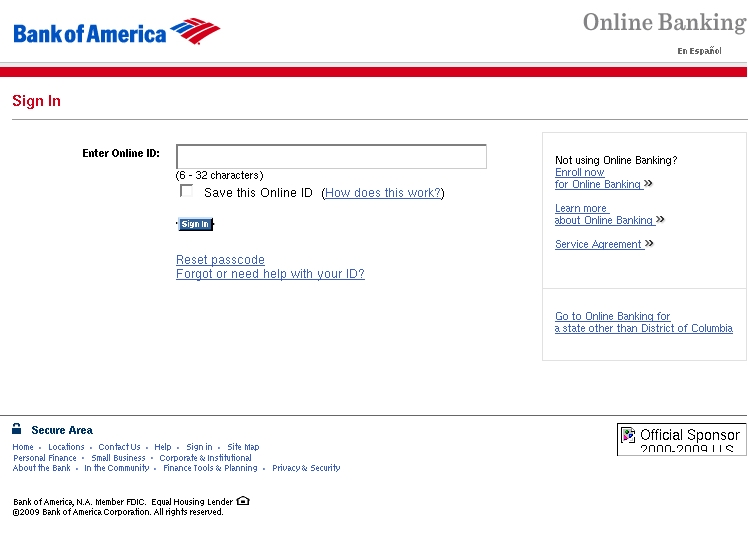 Bank of America
Online Banking
En Español
Sign In
Enter Online ID:
(6 - 32 characters)
Save this Online ID (How does this work?)
Sign In
Reset passcode
Forgot or need help with your ID?
Not using Online Banking?
Enroll now
for Online Banking
Learn more
about Online Banking
Service Agreement
Go to Online Banking for
a state other than District of Columbia
Secure Area
Home • Locations • Contact Us • Help • Sign in • Site Map
Personal Finance • Small Business • Corporate & Institutional
About the Bank • In the Community • Finance Tools & Planning • Privacy & Security
Official Sponsor
2000-2009 U.S.
Bank of America, N.A. Member FDIC. Equal Housing Lender
©2009 Bank of America Corporation. All rights reserved.